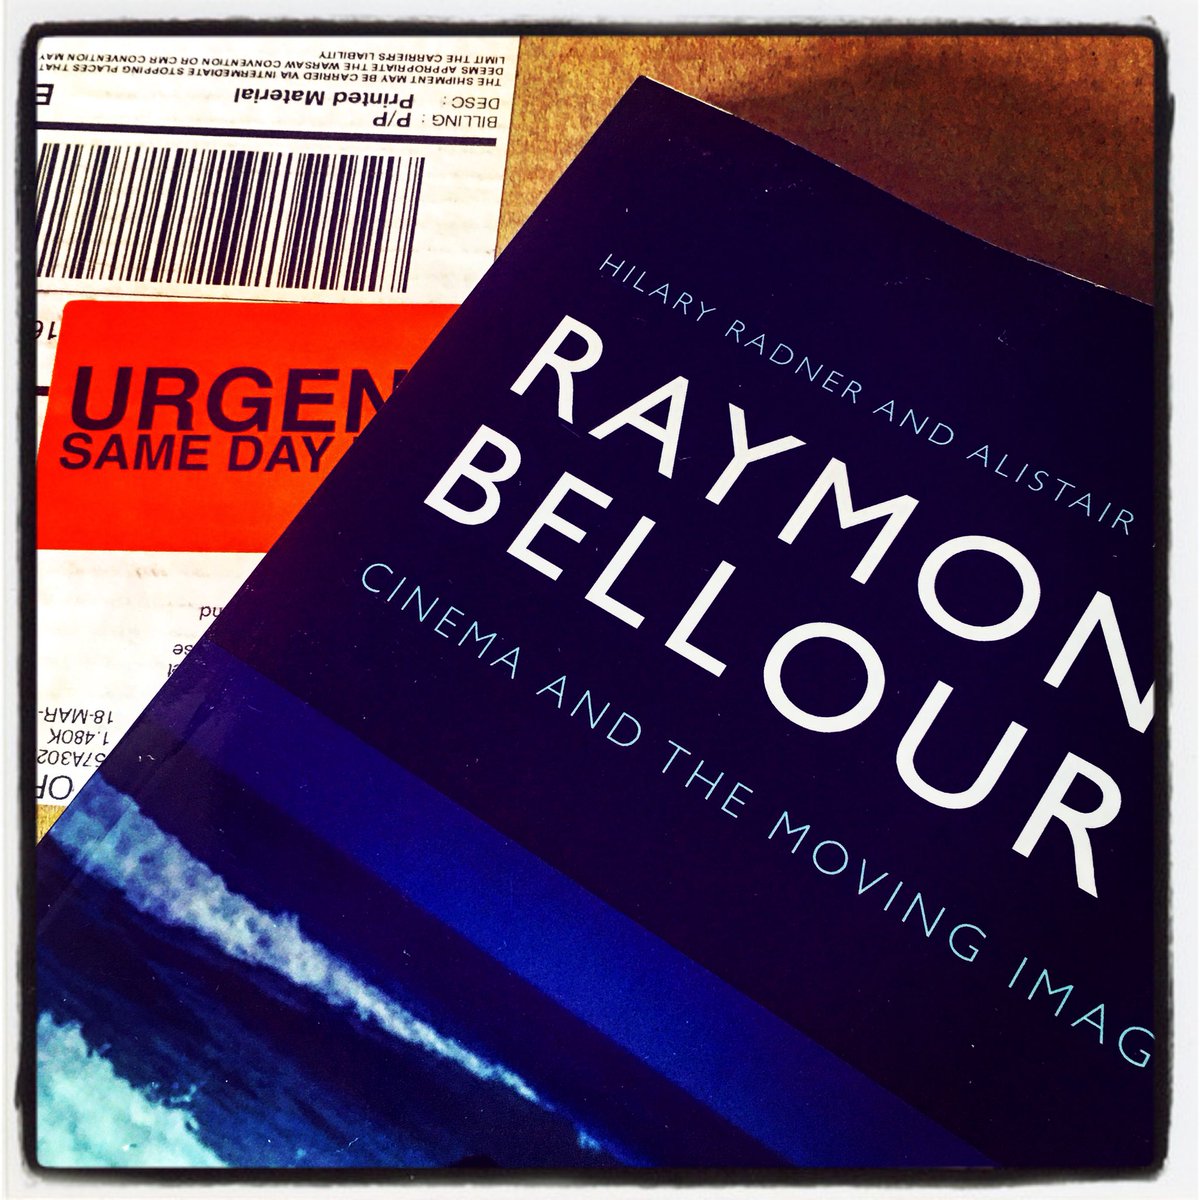 HILARY RADNER AND ALISTAIR
RAYMON
BELLOUR
CINEMA AND THE MOVING IMAG
URGEN
SAME DAY
THE SHIPMENT MAY BE CARRIED VIA INTERMEDIATE STOPPING PLACES THAT
DEEMS APPROPRIATE THE WARSAW CONVENTION OR CMR CONVENTION MAY
LIMIT THE CARRIERS LIABILITY
DESC : Printed Material
BILLING : P/P
18-MAR-
1.480K
57A302
OP